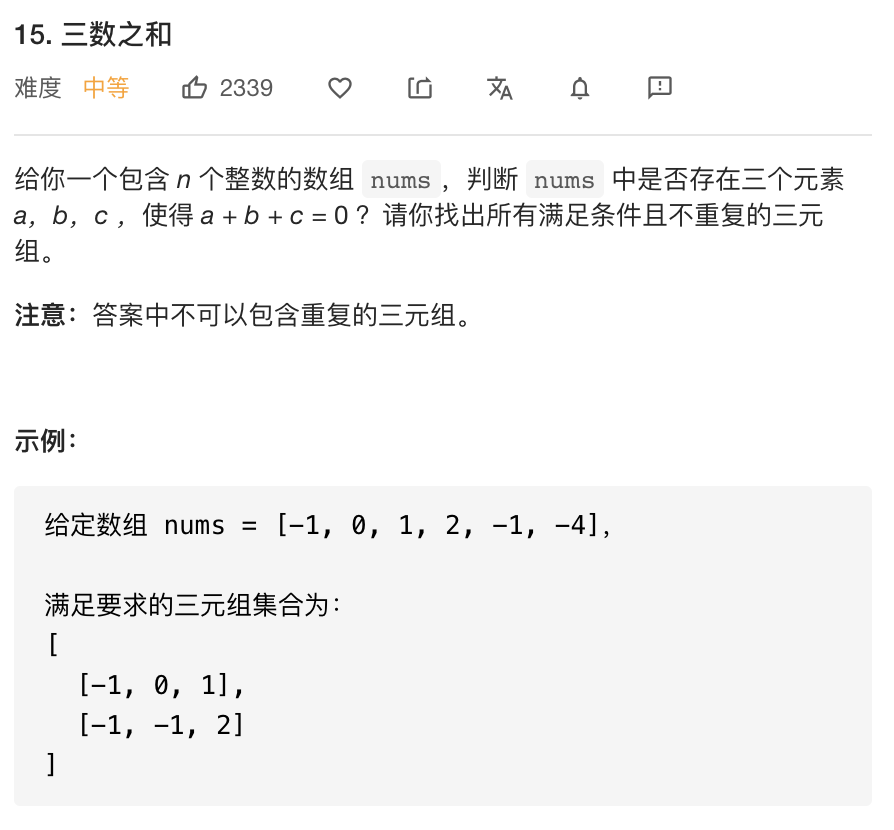 15. 三数之和
难度 中等 2339
给你一个包含 n 个整数的数组 nums，判断 nums 中是否存在三个元素
a，b，c ，使得 a + b + c = 0 ？请你找出所有满足条件且不重复的三元
组。
注意：答案中不可以包含重复的三元组。
示例：
给定数组 nums = [-1, 0, 1, 2, -1, -4]，
满足要求的三元组集合为：
[
[-1, 0, 1],
[-1, -1, 2]
]